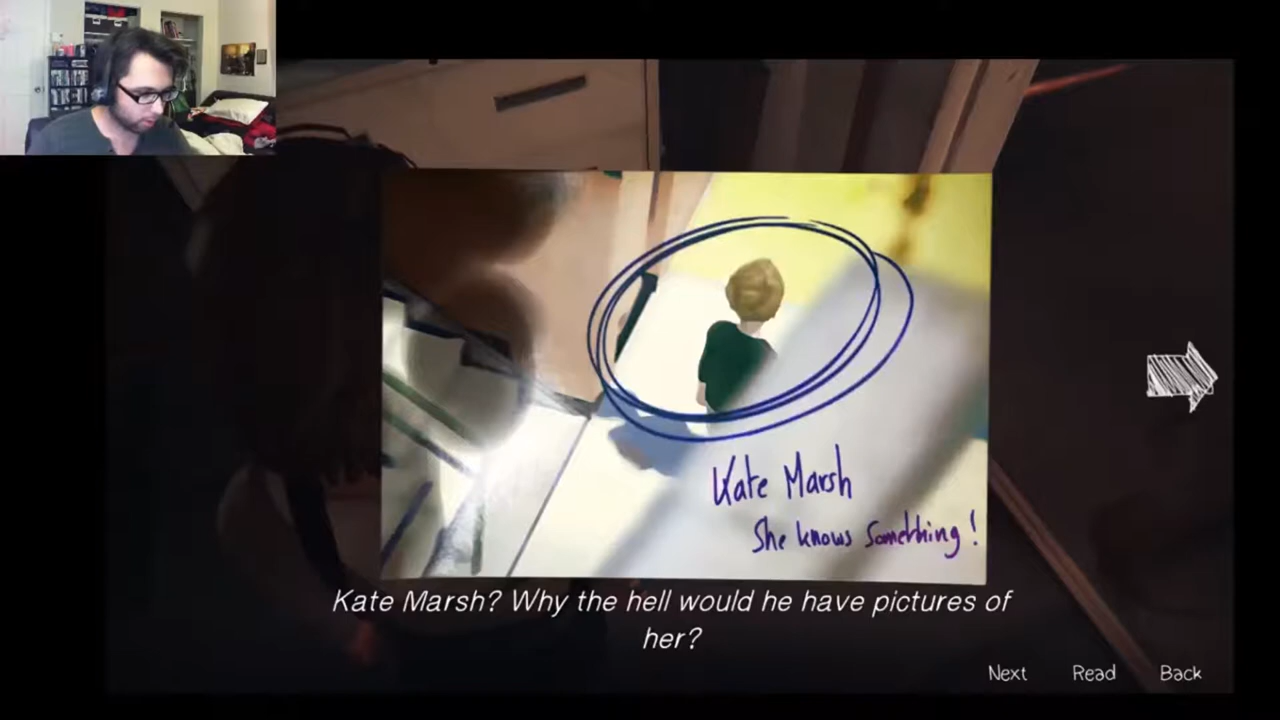 Kate Marsh
She knows something!
Kate Marsh? Why the hell would he have pictures of
her?
Next Read Back